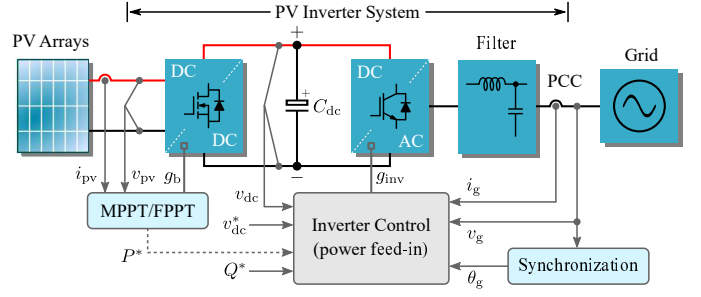 PV Inverter System
PV Arrays
Filter
Grid
DC
DC
+
+
C_dc
−
DC
AC
PCC
i_pv
v_pv
g_b
v_dc
g_inv
i_g
MPPT/FPPT
v*_dc
Inverter Control
(power feed-in)
v_g
P*
Q*
θ_g
Synchronization